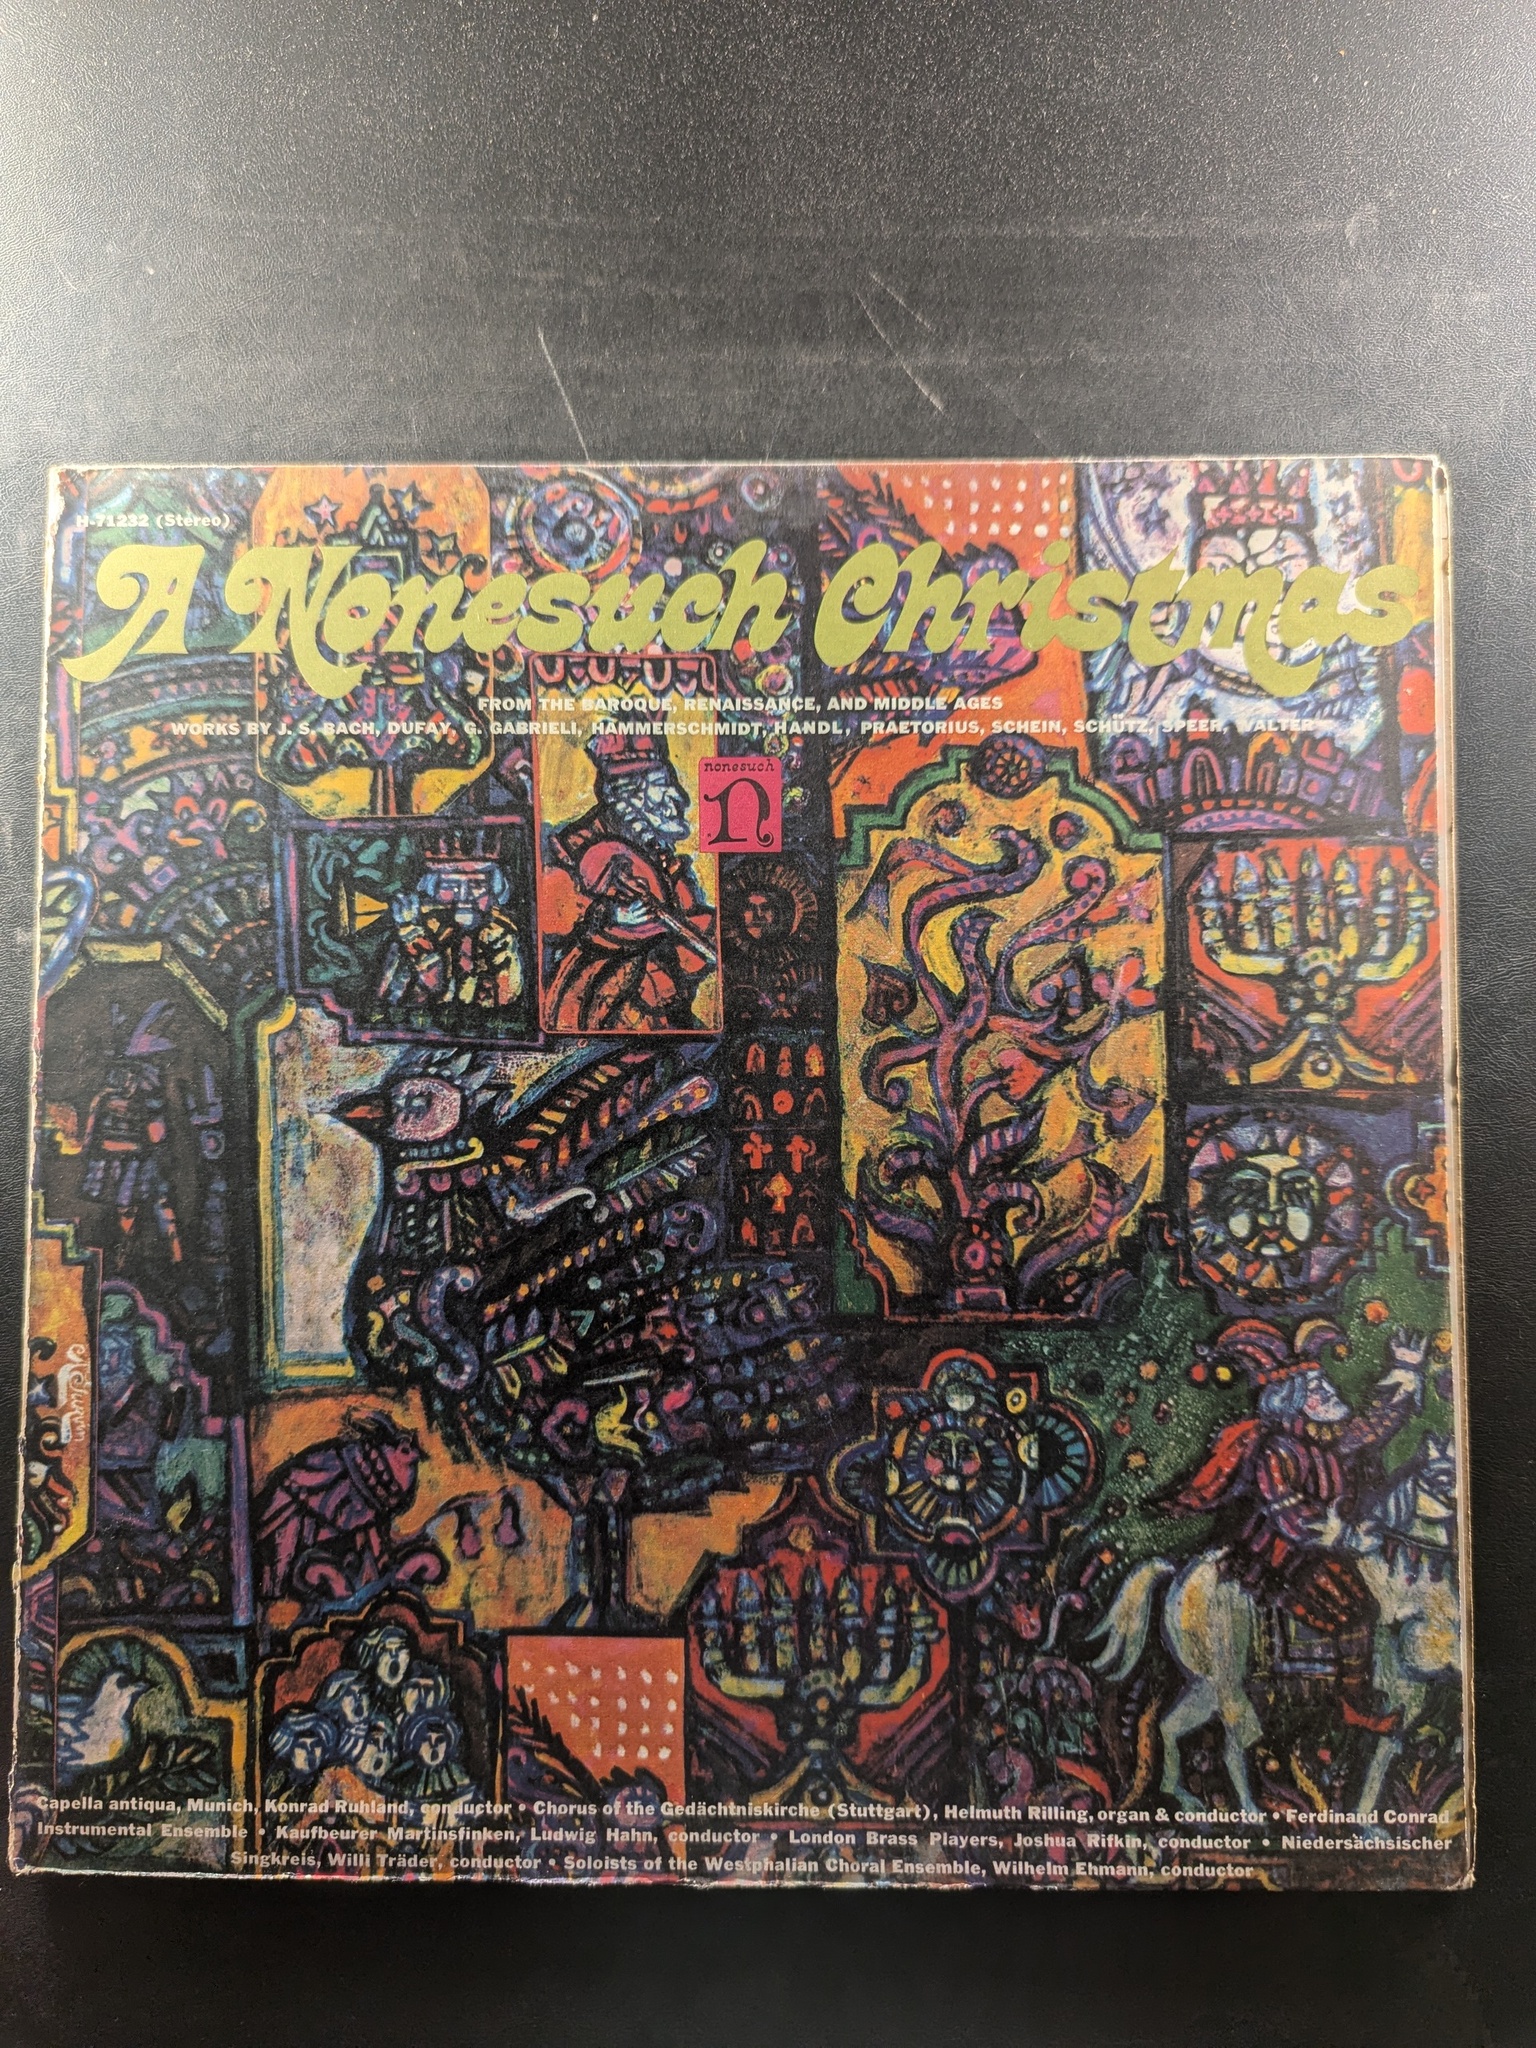 H-71232 (Stereo)
A Nonesuch Christmas
FROM THE BAROQUE, RENAISSANCE, AND MIDDLE AGES
WORKS BY J. S. BACH, DUFAY, G. GABRIELI, HAMMERSCHMIDT, HANDL, PRAETORIUS, SCHEIN, SCHÜTZ, SPEER, WALTER
nonesuch
n
Capella antiqua, Munich, Konrad Ruhland, conductor • Chorus of the Gedächtniskirche (Stuttgart), Helmuth Rilling, organ & conductor • Ferdinand Conrad
Instrumental Ensemble • Kaufbeurer Martinsfinken, Ludwig Hahn, conductor • London Brass Players, Joshua Rifkin, conductor • Niedersächsischer
Singkreis, Willi Träder, conductor • Soloists of the Westphalian Choral Ensemble, Wilhelm Ehmann, conductor